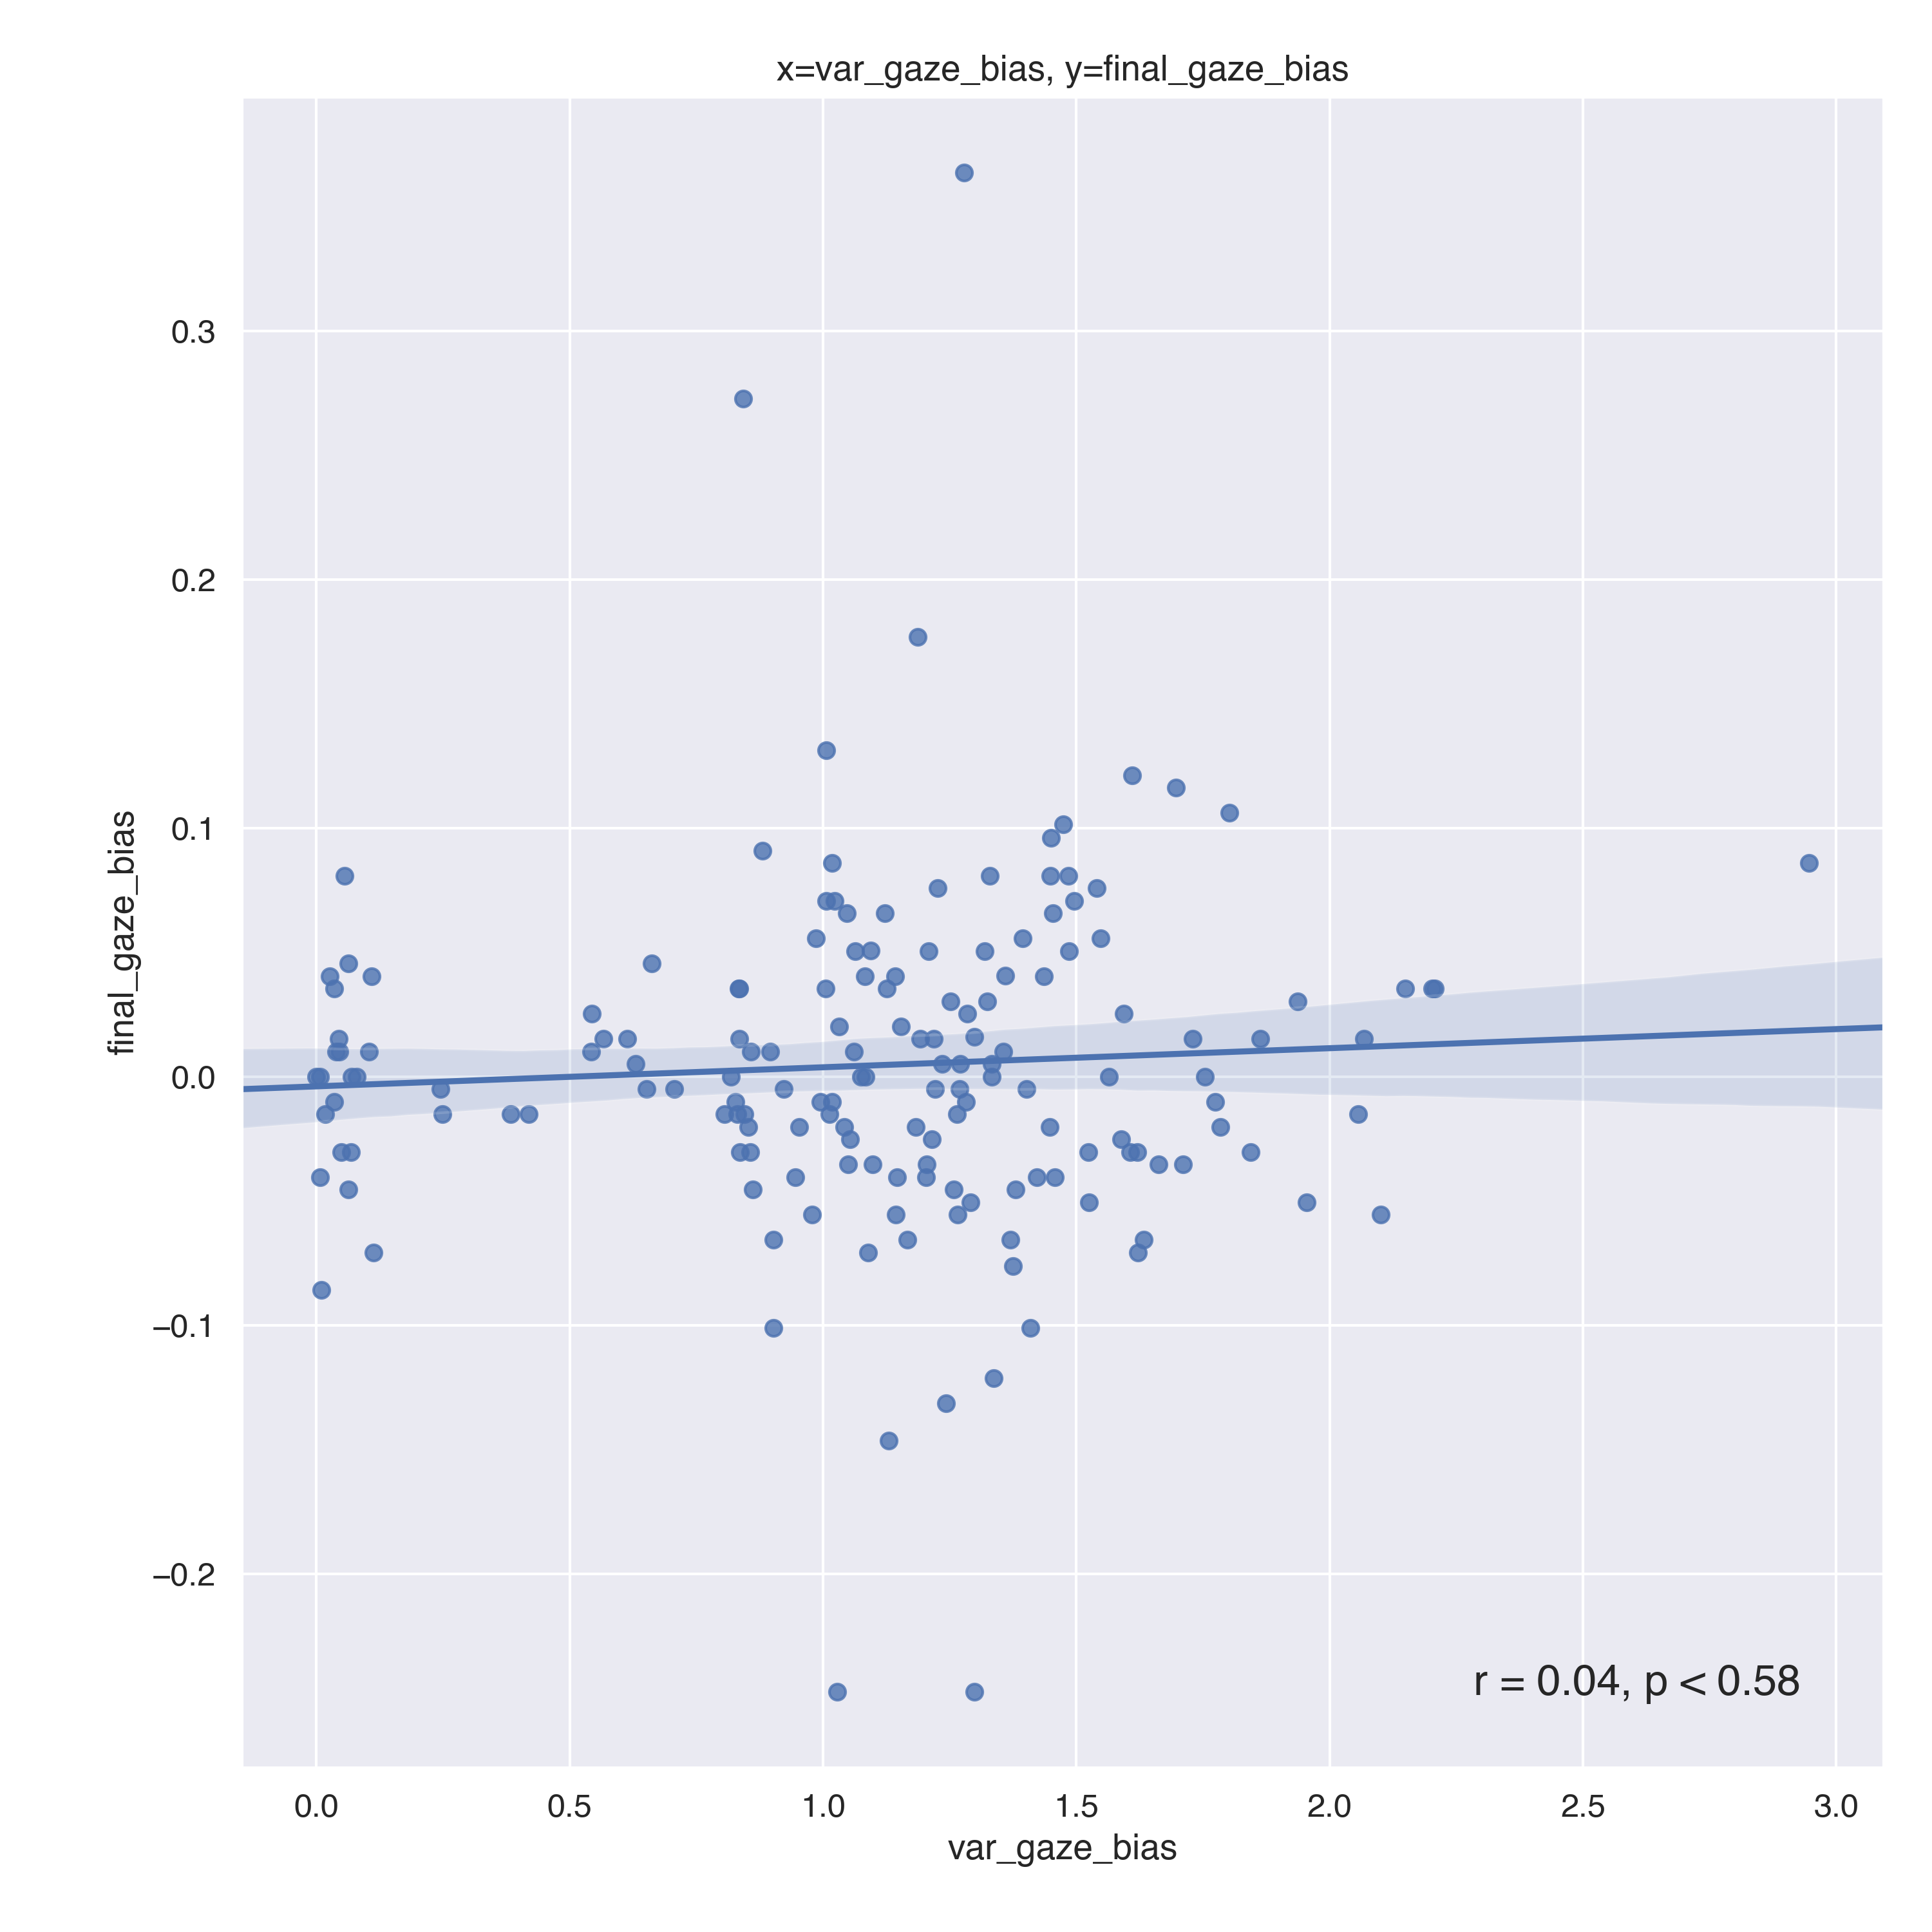 x=var_gaze_bias, y=final_gaze_bias
final_gaze_bias
0.3
0.2
0.1
0.0
−0.1
−0.2
r = 0.04, p < 0.58
0.0 0.5 1.0 1.5 2.0 2.5 3.0
var_gaze_bias